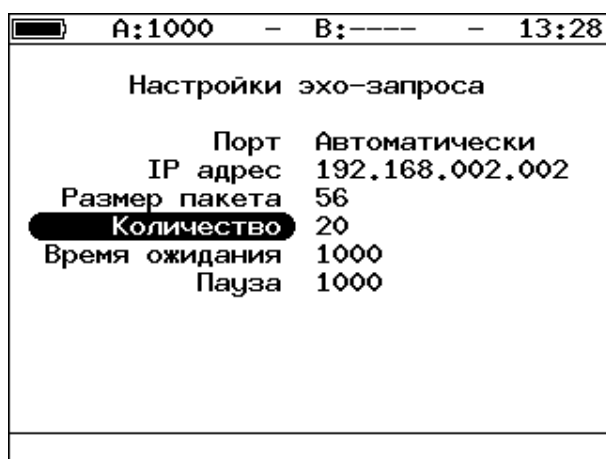 A:1000 – B:---- – 13:28
Настройки эхо-запроса
Порт Автоматически
IP адрес 192.168.002.002
Размер пакета 56
Количество 20
Время ожидания 1000
Пауза 1000